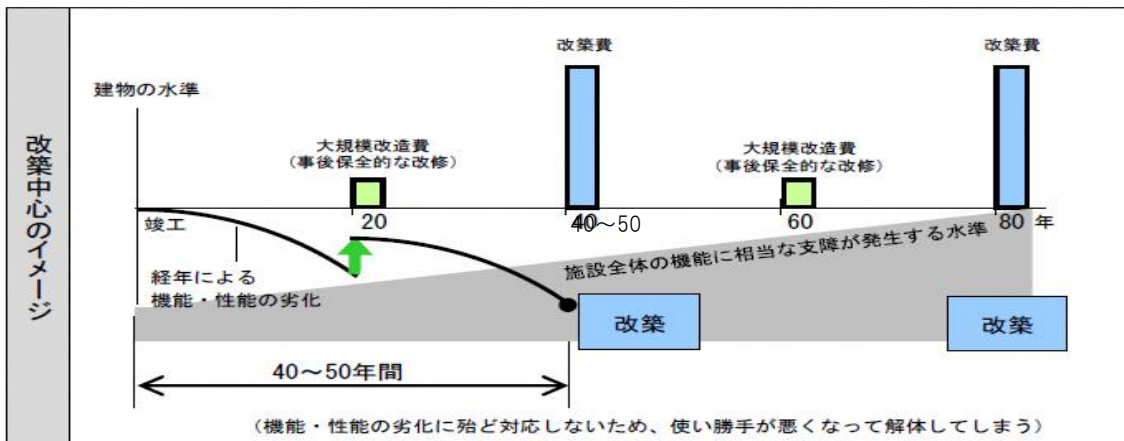 改築中心のイメージ
改築費
改築費
建物の水準
大規模改造費
（事後保全的な改修）
大規模改造費
（事後保全的な改修）
竣工
20
40～50
60
80 年
経年による
機能・性能の劣化
施設全体の機能に相当な支障が発生する水準
改築
改築
40～50年間
（機能・性能の劣化に殆ど対応しないため、使い勝手が悪くなって解体してしまう）